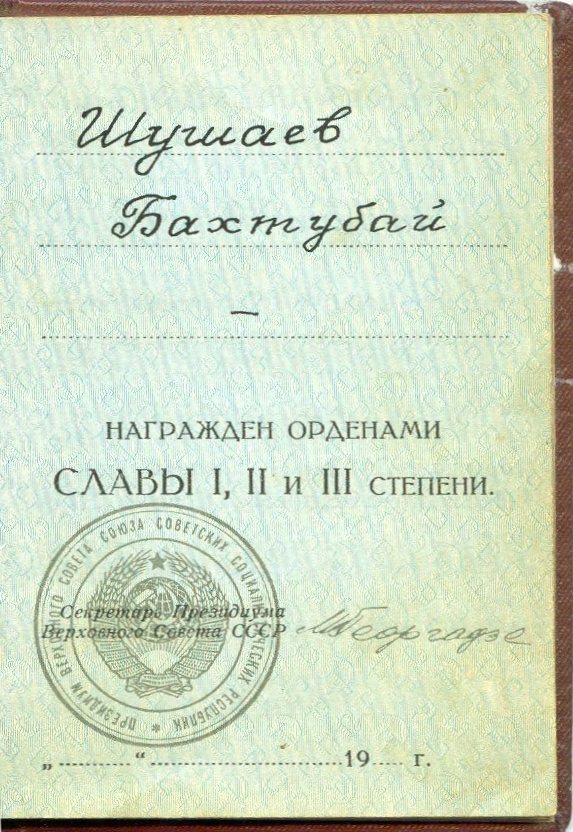 Шушаев
Бахтубай
–
НАГРАЖДЕН ОРДЕНАМИ
СЛАВЫ I, II и III СТЕПЕНИ.
ПРЕЗИДИУМ ВЕРХОВНОГО СОВЕТА СОЮЗА СОВЕТСКИХ СОЦИАЛИСТИЧЕСКИХ РЕСПУБЛИК *
Секретарь Президиума
Верховного Совета СССР МГеоргадзе
„..........“..............................19..... г.